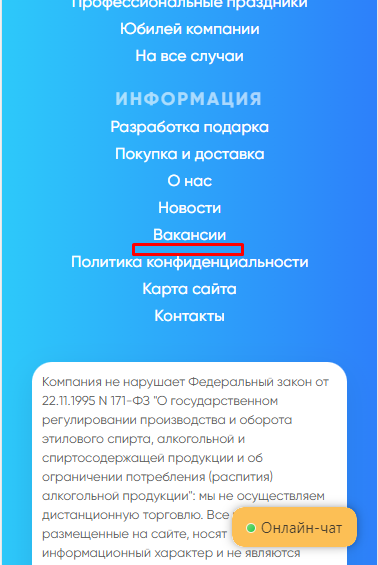 Профессиональные праздники
Юбилей компании
На все случаи
ИНФОРМАЦИЯ
Разработка подарка
Покупка и доставка
О нас
Новости
Вакансии
Политика конфиденциальности
Карта сайта
Контакты
Компания не нарушает Федеральный закон от
22.11.1995 N 171-ФЗ "О государственном
регулировании производства и оборота
этилового спирта, алкогольной и
спиртосодержащей продукции и об
ограничении потребления (распития)
алкогольной продукции": мы не осуществляем
дистанционную торговлю. Все
размещенные на сайте, носят
информационный характер и не являются
Онлайн-чат